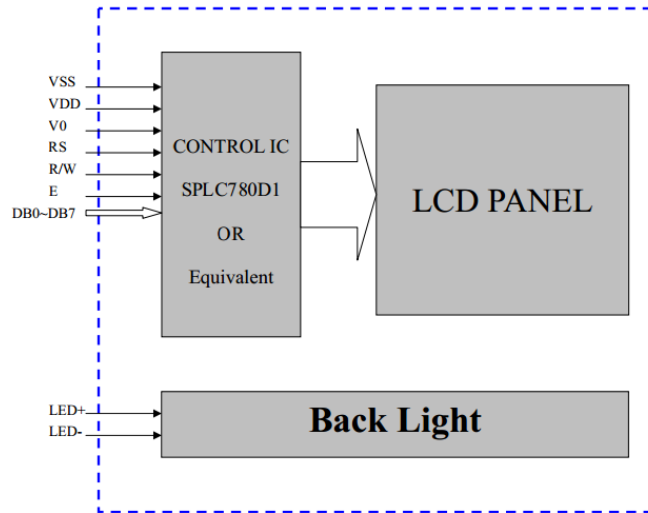 VSS
VDD
V0
RS
R/W
E
DB0~DB7
CONTROL IC
SPLC780D1
OR
Equivalent
LCD PANEL
LED+
LED-
Back Light